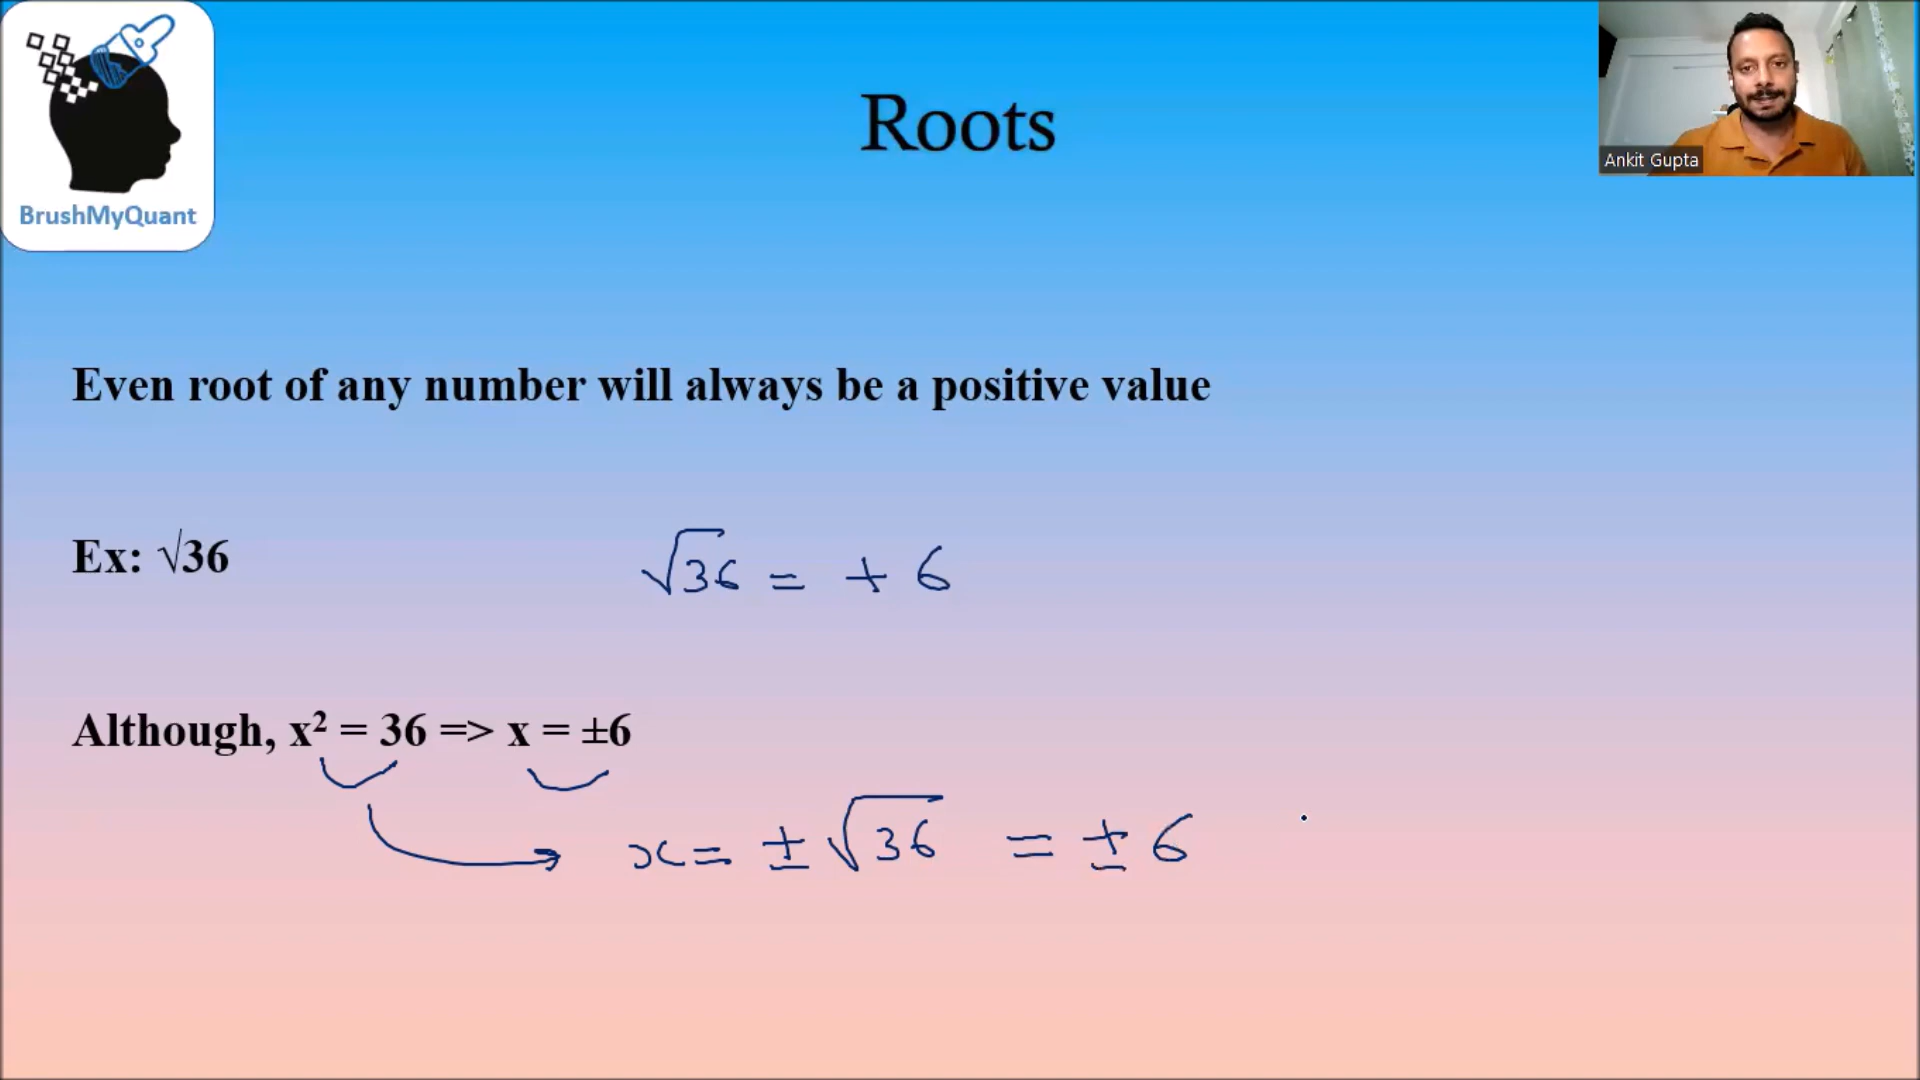 BrushMyQuant
Roots
Ankit Gupta
Even root of any number will always be a positive value
Ex: √36
√36 = + 6
Although, x² = 36 => x = ±6
x = ± √36 = ± 6